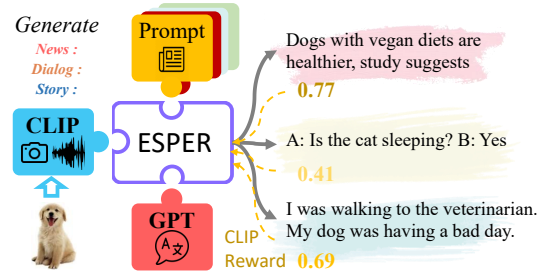 Generate
News :
Dialog :
Story :
Prompt
CLIP
ESPER
GPT
A
文
Dogs with vegan diets are
healthier, study suggests
0.77
A: Is the cat sleeping? B: Yes
0.41
I was walking to the veterinarian.
My dog was having a bad day.
CLIP
Reward
0.69